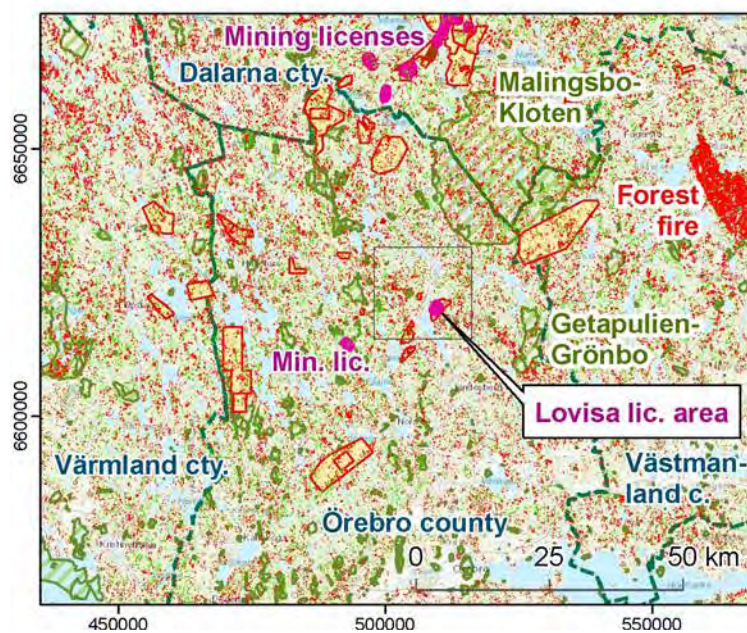 Mining licenses
Dalarna cty.
Malingsbo-
Kloten
6650000
Forest
fire
Getapulien-
Grönbo
Min. lic.
Lovisa lic. area
6600000
Värmland cty.
Västman-
land c.
Örebro county
0 25 50 km
450000 500000 550000